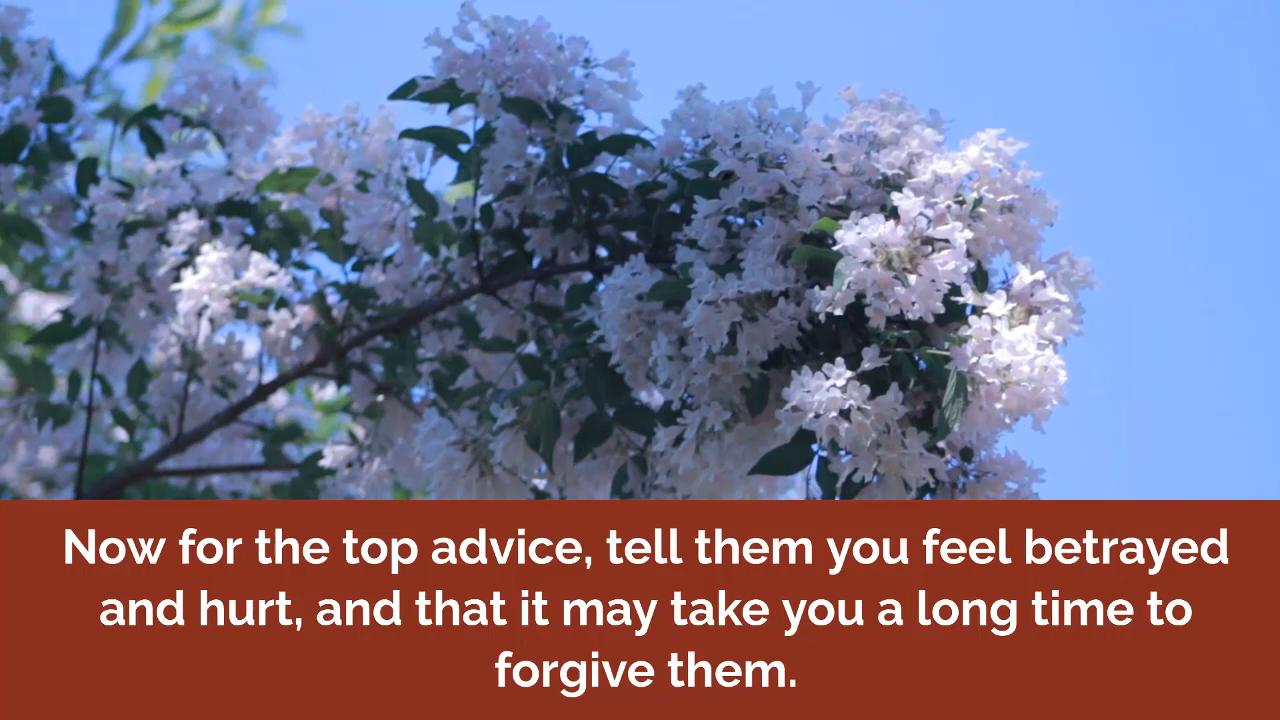 Now for the top advice, tell them you feel betrayed
and hurt, and that it may take you a long time to
forgive them.